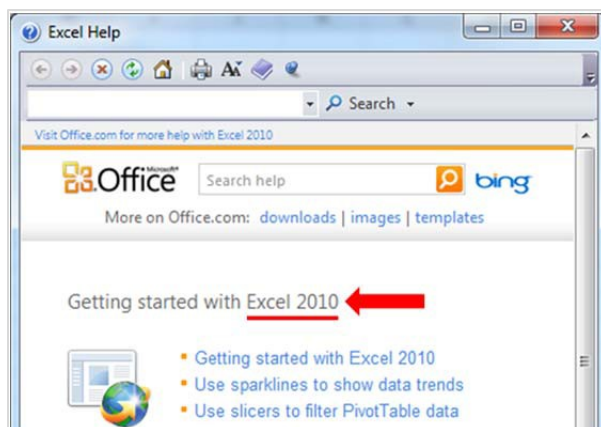 Excel Help
Search
Visit Office.com for more help with Excel 2010
Microsoft®
Office
Search help
bing
More on Office.com: downloads | images | templates
Getting started with Excel 2010
Getting started with Excel 2010
Use sparklines to show data trends
Use slicers to filter PivotTable data